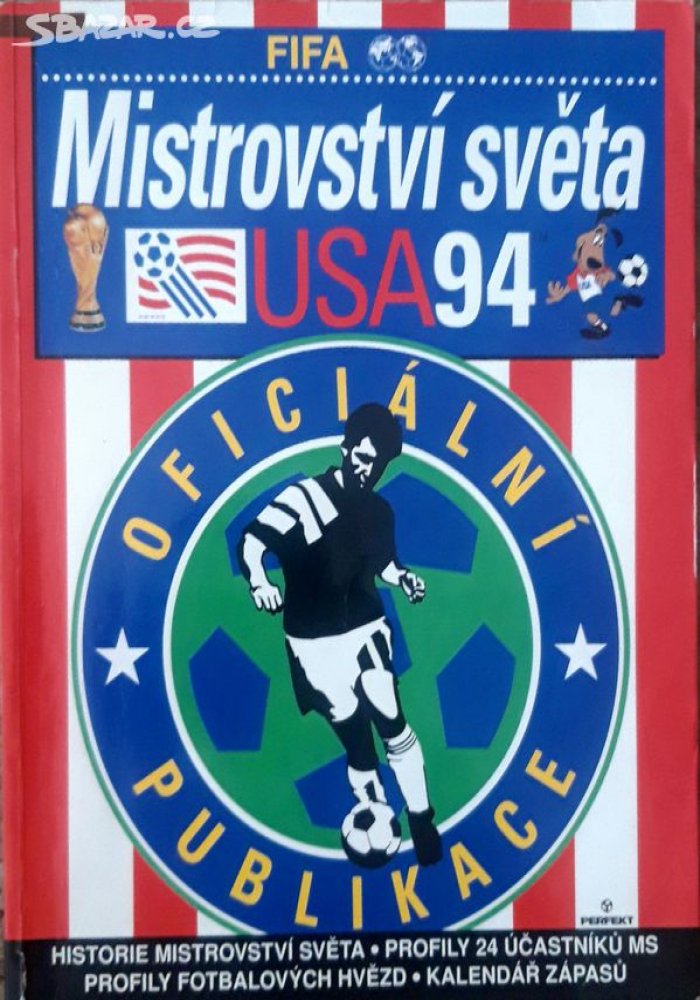 SBAZAR.CZ
FIFA
Mistrovství světa
USA94
OFICIÁLNÍ
PUBLIKACE
PERFEKT
HISTORIE MISTROVSTVÍ SVĚTA • PROFILY 24 ÚČASTNÍKŮ MS
PROFILY FOTBALOVÝCH HVĚZD • KALENDÁŘ ZÁPASŮ